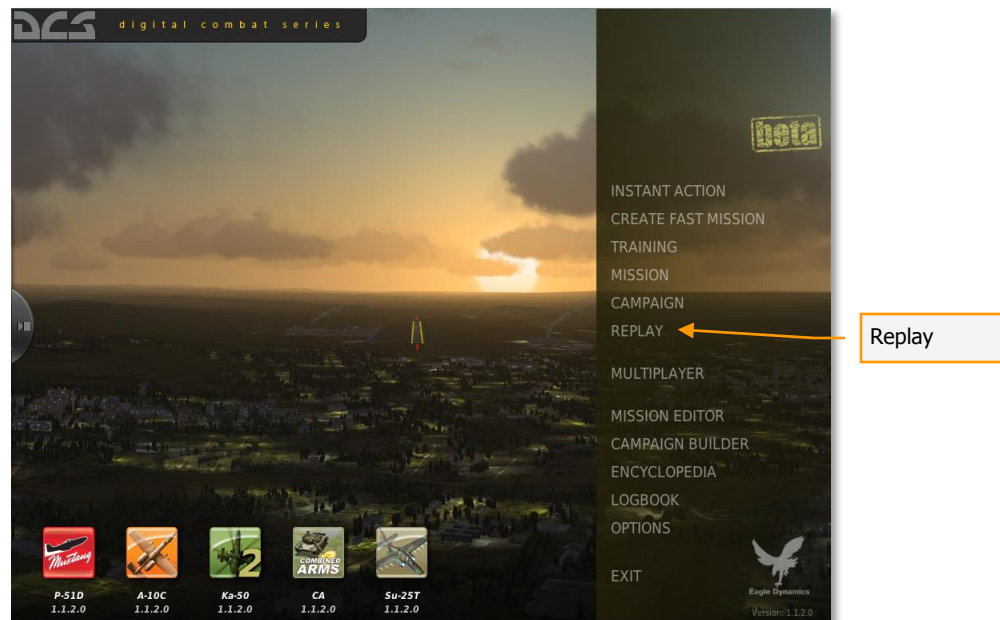 DCS digital combat series
beta
INSTANT ACTION
CREATE FAST MISSION
TRAINING
MISSION
CAMPAIGN
REPLAY
Replay
MULTIPLAYER
MISSION EDITOR
CAMPAIGN BUILDER
ENCYCLOPEDIA
LOGBOOK
OPTIONS
EXIT
Eagle Dynamics
Version: 1.1.2.0
Mustang
2
COMBINED
ARMS
P-51D A-10C Ka-50 CA Su-25T
1.1.2.0 1.1.2.0 1.1.2.0 1.1.2.0 1.1.2.0